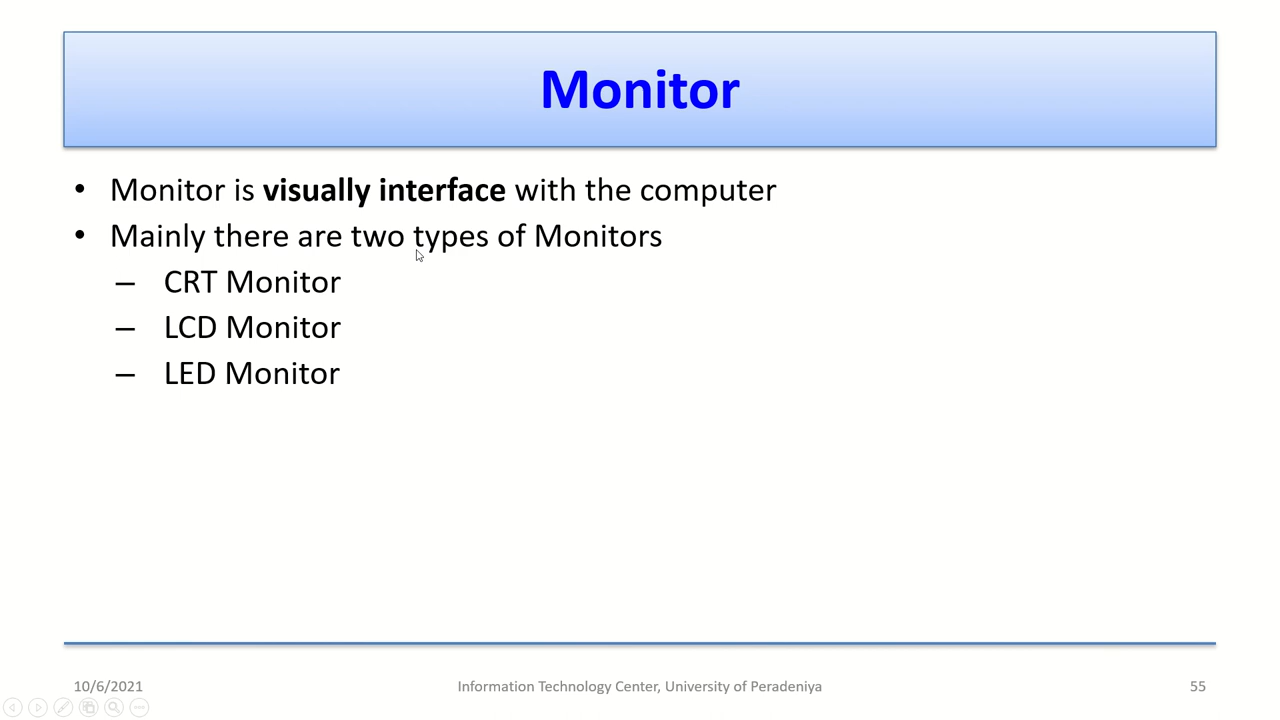 Monitor
• Monitor is visually interface with the computer
• Mainly there are two types of Monitors
– CRT Monitor
– LCD Monitor
– LED Monitor
10/6/2021 Information Technology Center, University of Peradeniya 55